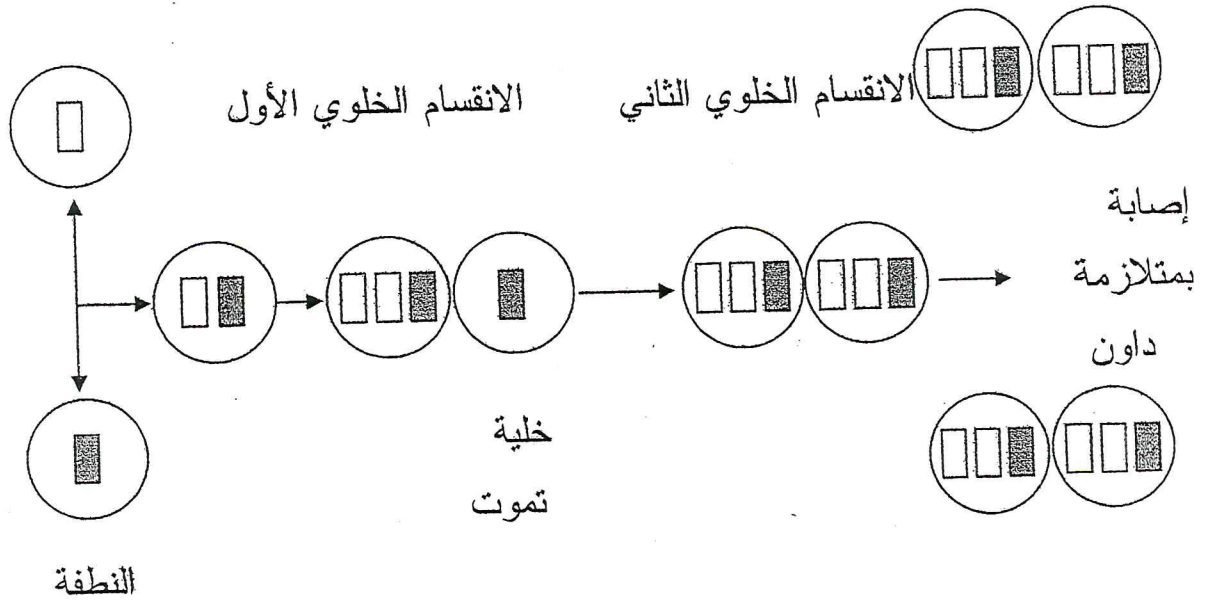 الانقسام الخلوي الأول
الانقسام الخلوي الثاني
إصابة
بمتلازمة
داون
خلية
تموت
النطفة